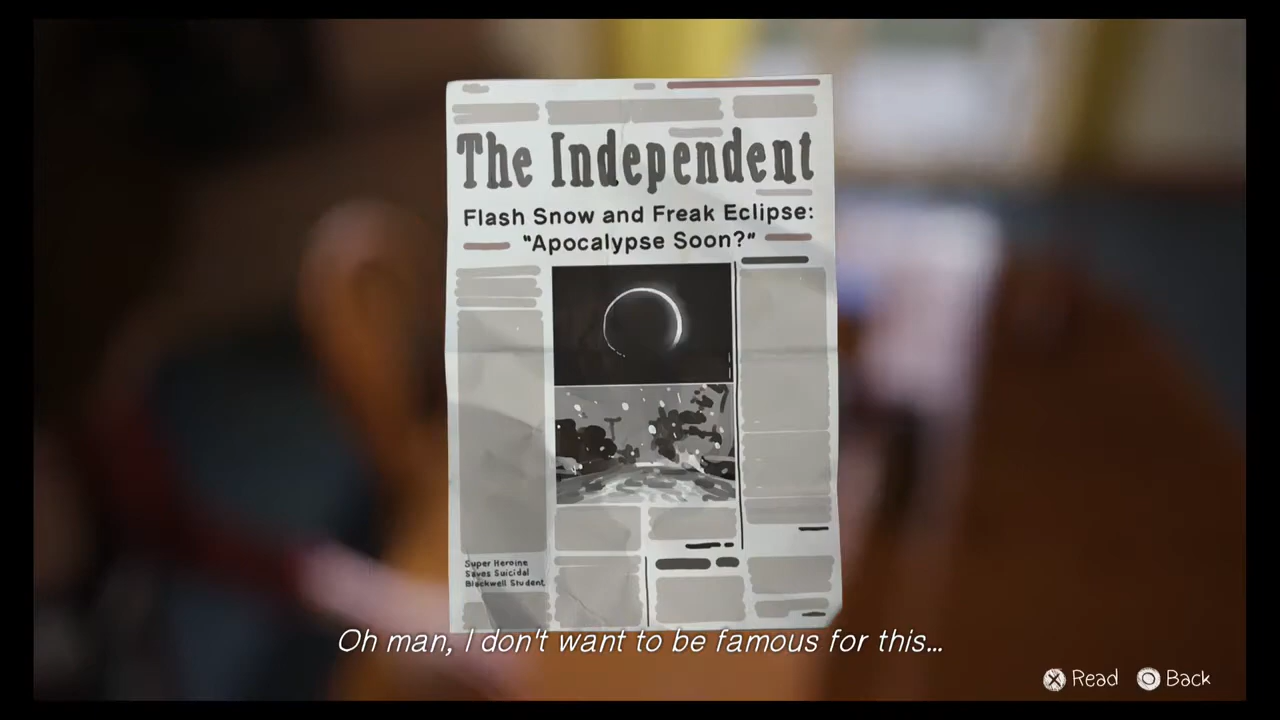 The Independent
Flash Snow and Freak Eclipse:
"Apocalypse Soon?"
Super Heroine
Saves Suicidal
Blackwell Student
Oh man, I don't want to be famous for this...
Read Back